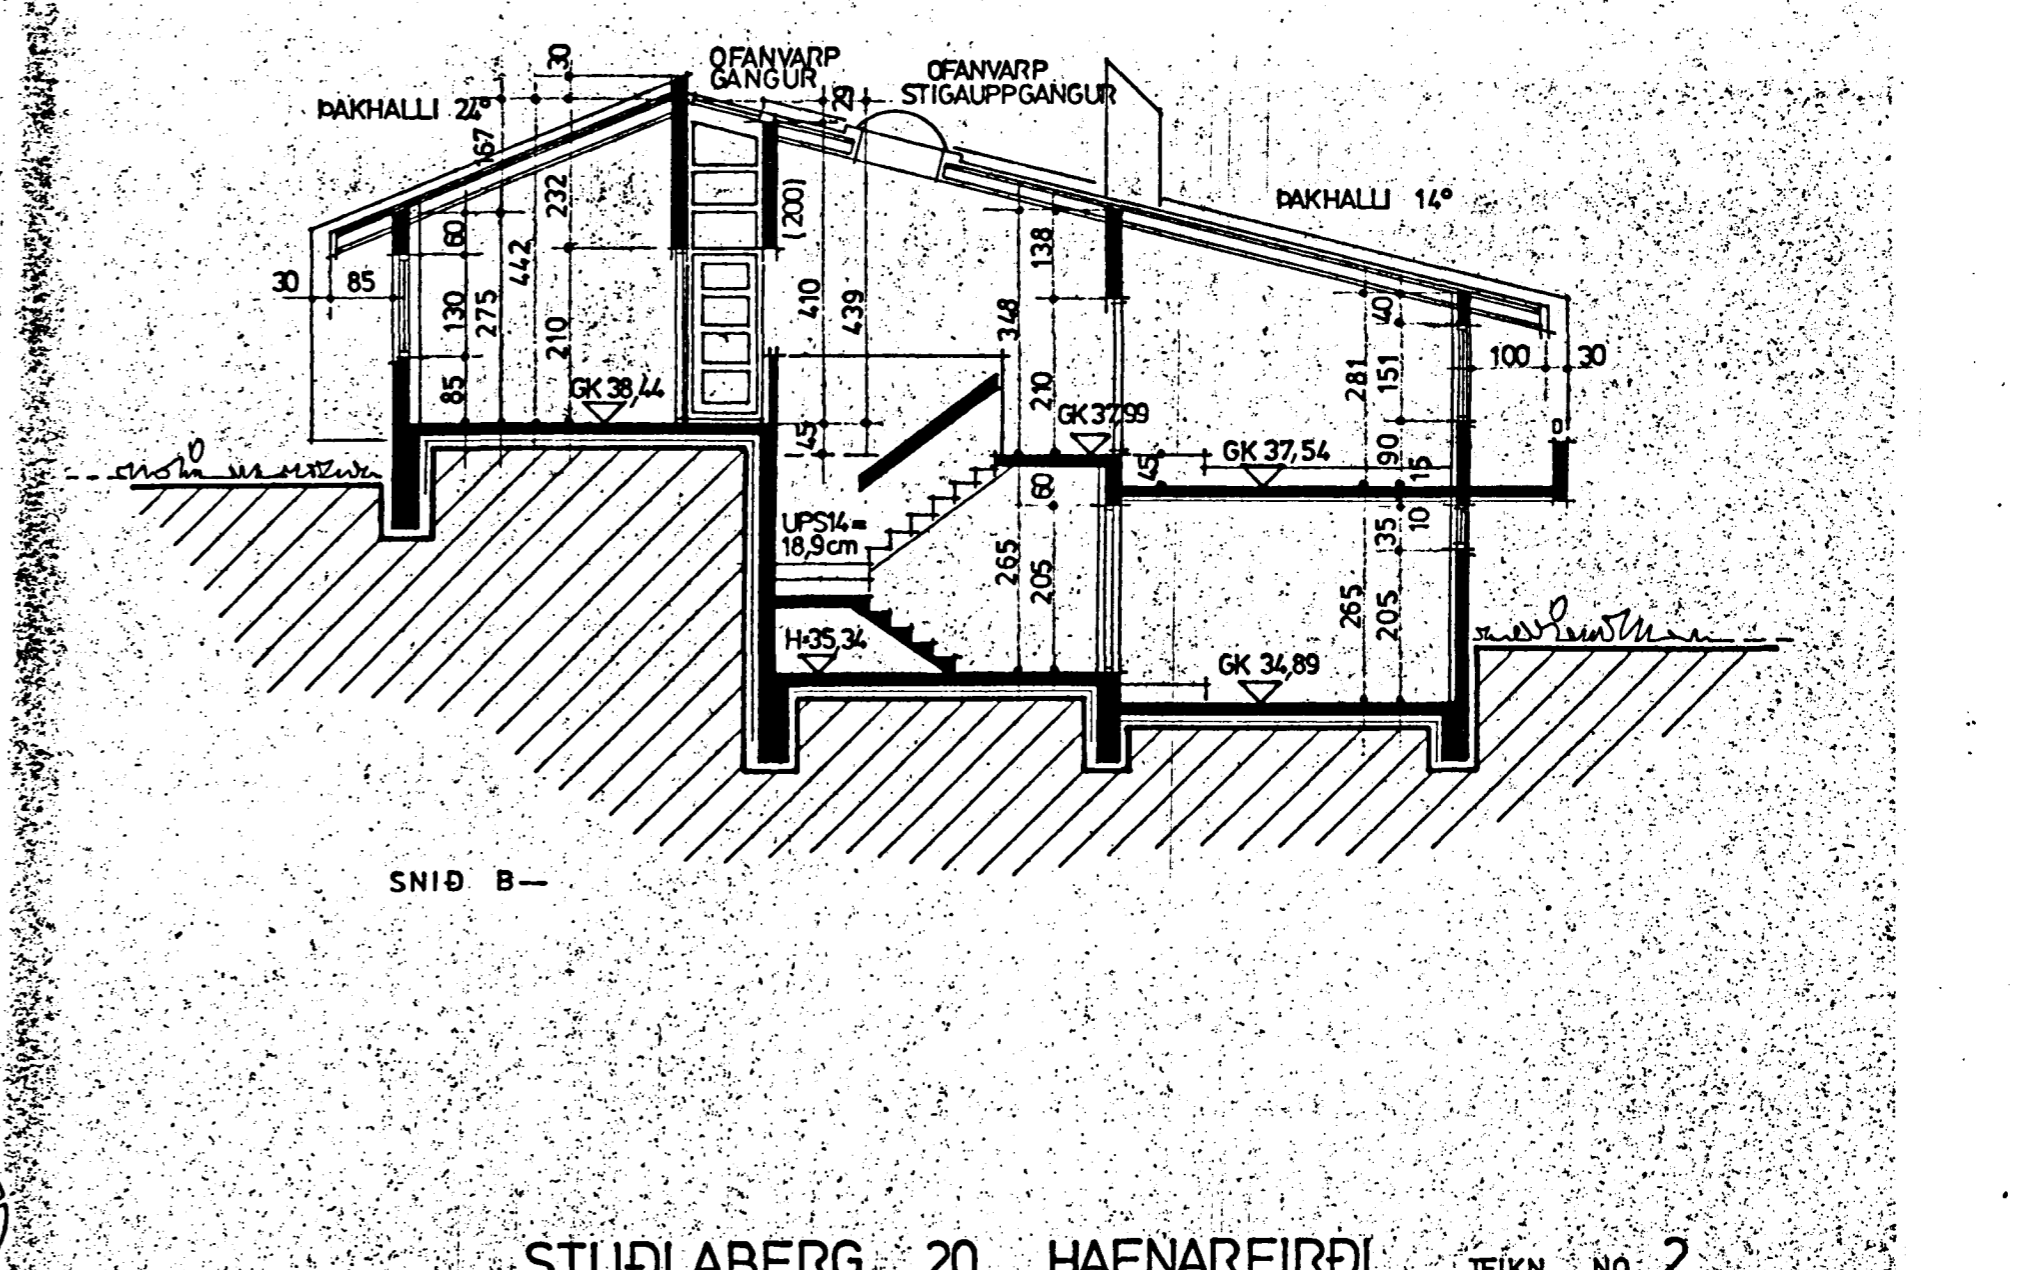 30
OFANVARP
GANGUR
OFANVARP
STIGAUPPGANGUR
29
ÞAKHALLI 24°
167
232
(200)
ÞAKHALLI 14°
60
442
138
30
85
130
275
210
410
439
348
40
281
151
100
30
85
GK 38,44
45
210
GK 37,99
GK 37,54
45
90
15
60
UPS14=
18,9cm
35
10
265
205
265
205
H=35,34
GK 34,89
SNIÐ B—
STUÐLABERG 20 HAFNARFIRÐI TEIKN. NO. 2